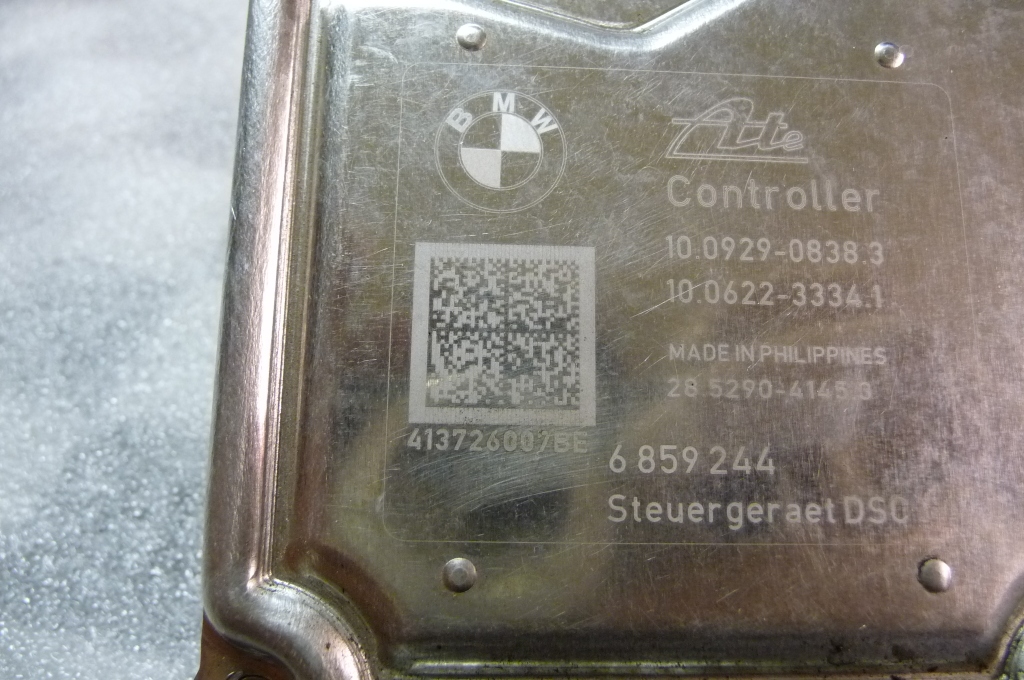 BMW
Ate
Controller
10.0929-0838.3
10.0622-3334.1
MADE IN PHILIPPINES
28.5290-4145.3
4137260078E
6 859 244
Steuergeraet DSC